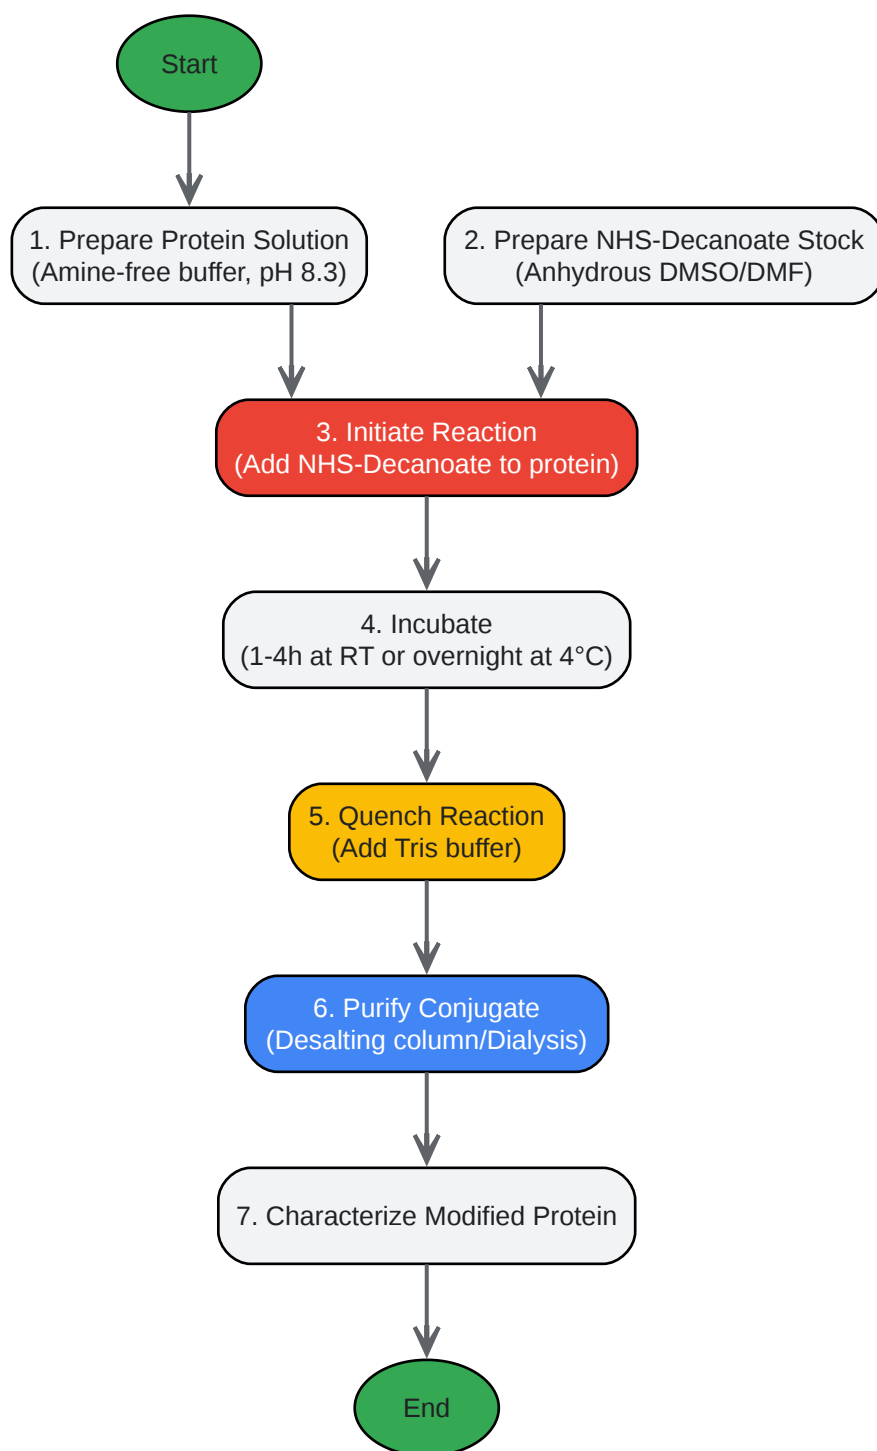 Start
1. Prepare Protein Solution
(Amine-free buffer, pH 8.3)
2. Prepare NHS-Decanoate Stock
(Anhydrous DMSO/DMF)
3. Initiate Reaction
(Add NHS-Decanoate to protein)
4. Incubate
(1-4h at RT or overnight at 4°C)
5. Quench Reaction
(Add Tris buffer)
6. Purify Conjugate
(Desalting column/Dialysis)
7. Characterize Modified Protein
End